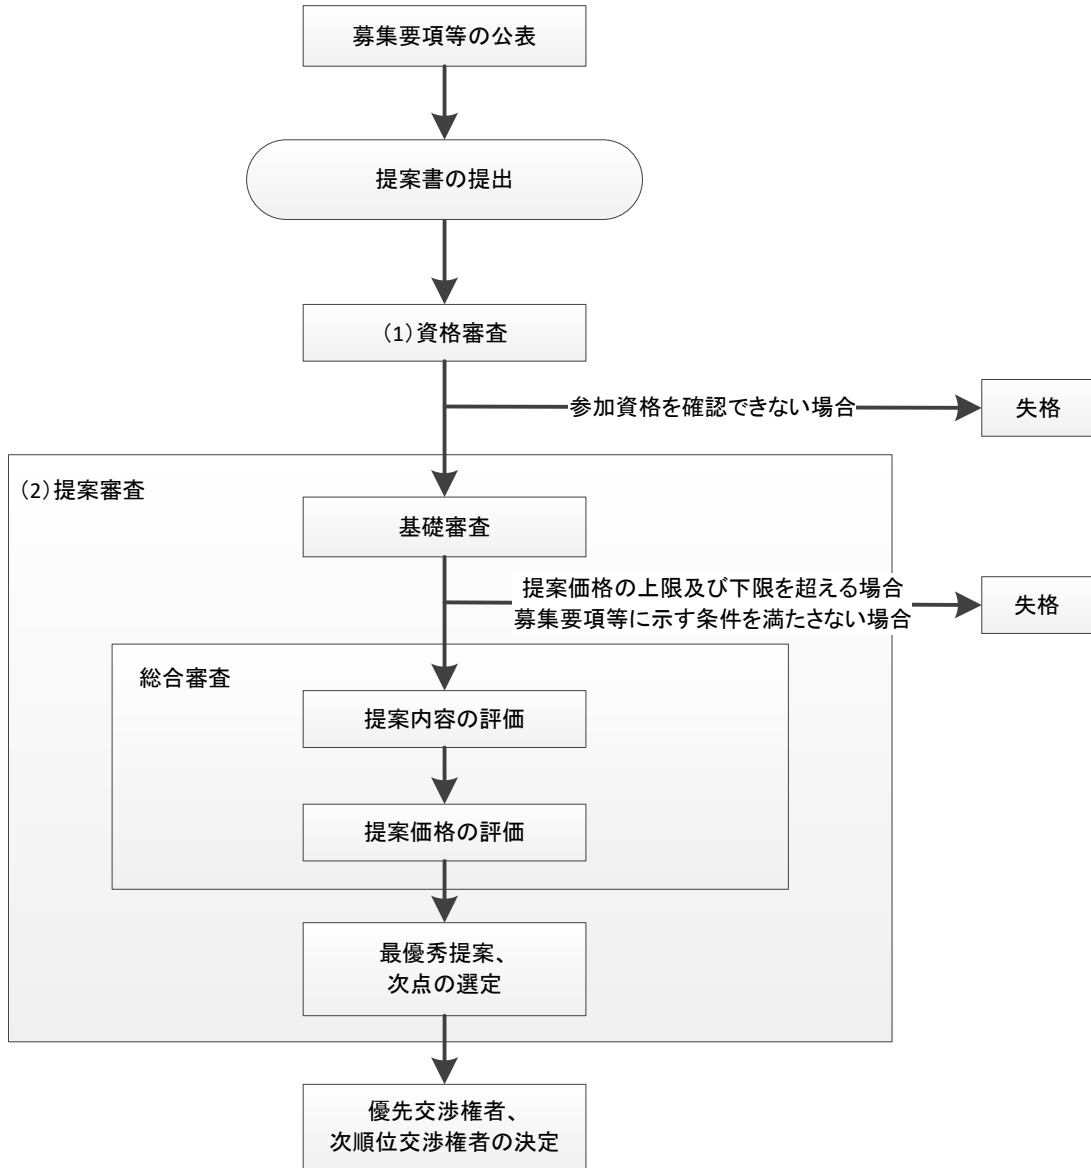 募集要項等の公表
提案書の提出
(1)資格審査
参加資格を確認できない場合
失格
(2)提案審査
基礎審査
提案価格の上限及び下限を超える場合
募集要項等に示す条件を満たさない場合
失格
総合審査
提案内容の評価
提案価格の評価
最優秀提案、
次点の選定
優先交渉権者、
次順位交渉権者の決定